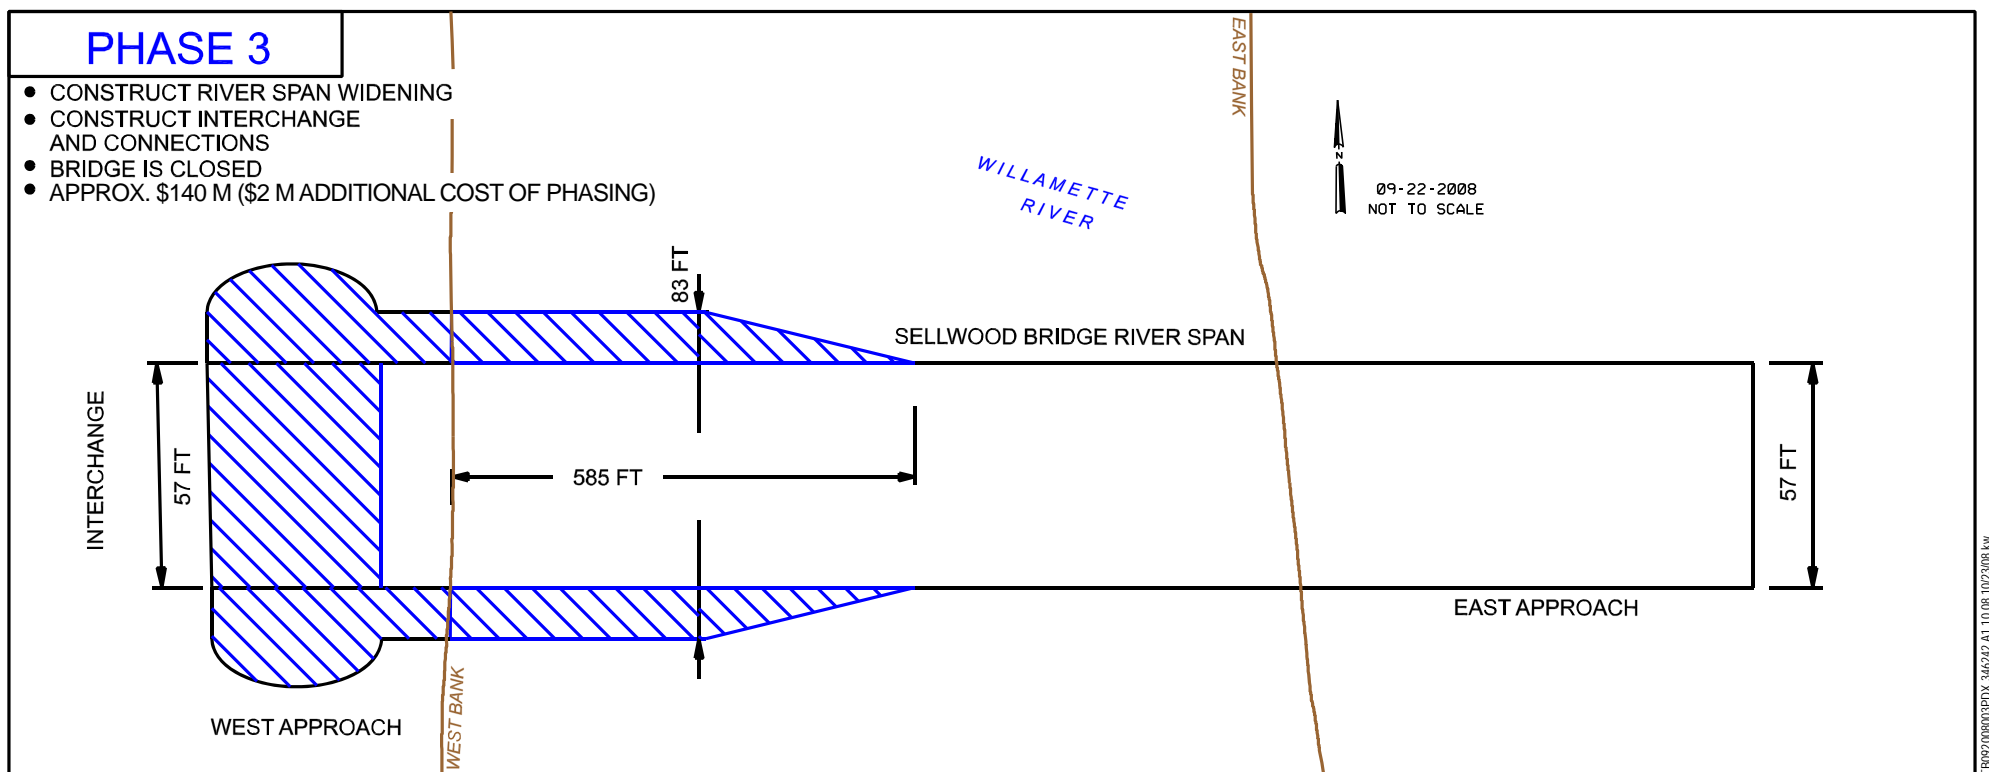 PHASE 3
• CONSTRUCT RIVER SPAN WIDENING
• CONSTRUCT INTERCHANGE
AND CONNECTIONS
• BRIDGE IS CLOSED
• APPROX. $140 M ($2 M ADDITIONAL COST OF PHASING)
EAST BANK
WILLAMETTE
RIVER
N
09-22-2008
NOT TO SCALE
83 FT
SELLWOOD BRIDGE RIVER SPAN
INTERCHANGE
57 FT
585 FT
57 FT
EAST APPROACH
WEST APPROACH
WEST BANK